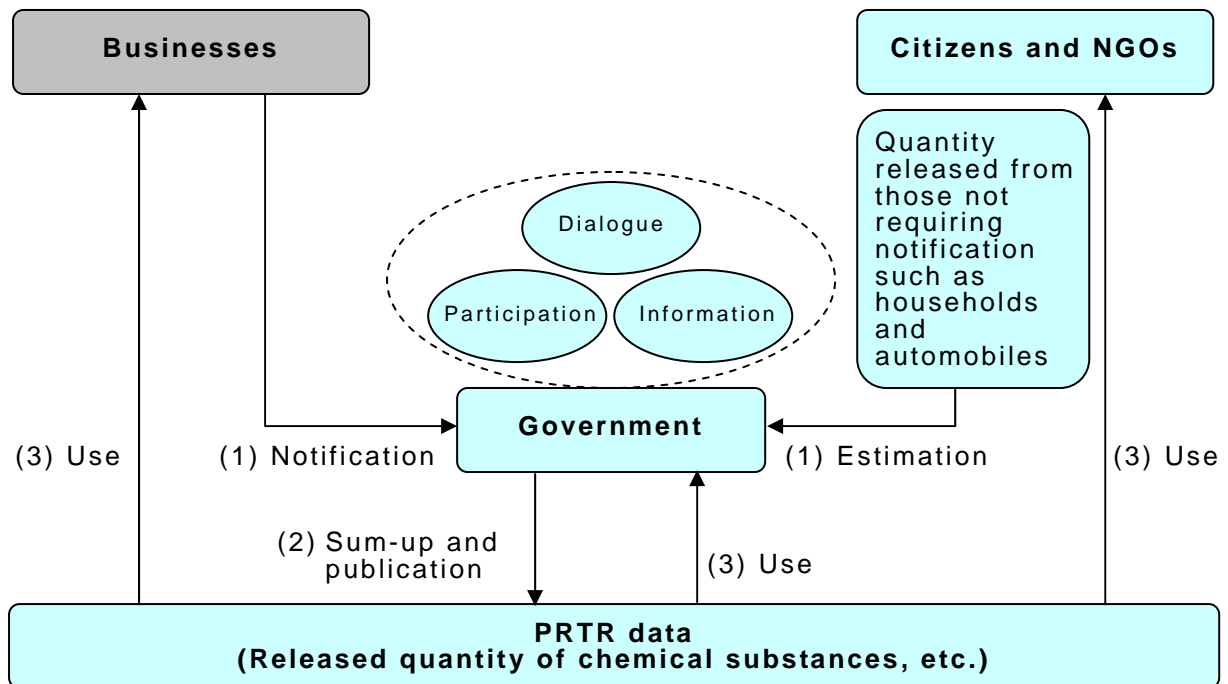 Businesses
Citizens and NGOs
Quantity
released from
those not
requiring
notification
such as
households
and
automobiles
Dialogue
Participation
Information
Government
(3) Use
(1) Notification
(1) Estimation
(3) Use
(2) Sum-up and
publication
(3) Use
PRTR data
(Released quantity of chemical substances, etc.)